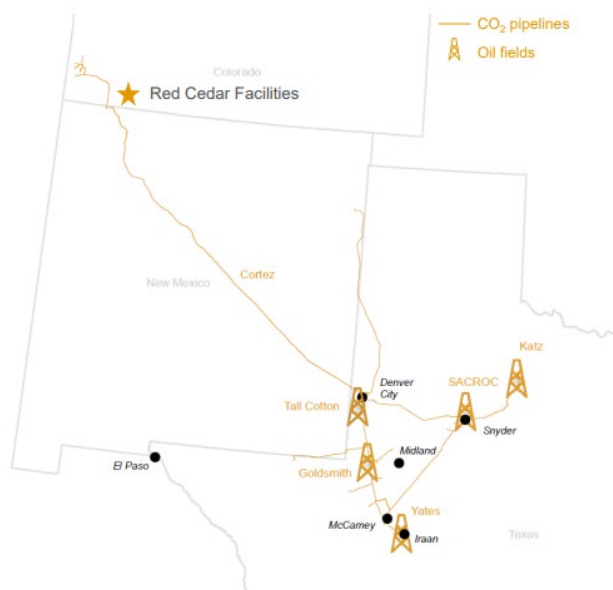 CO₂ pipelines
Oil fields
Colorado
Red Cedar Facilities
Cortez
New Mexico
Katz
Denver
City
SACROC
Tall Cotton
Snyder
Midland
El Paso
Goldsmith
McCamey
Yates
Iraan
Texas